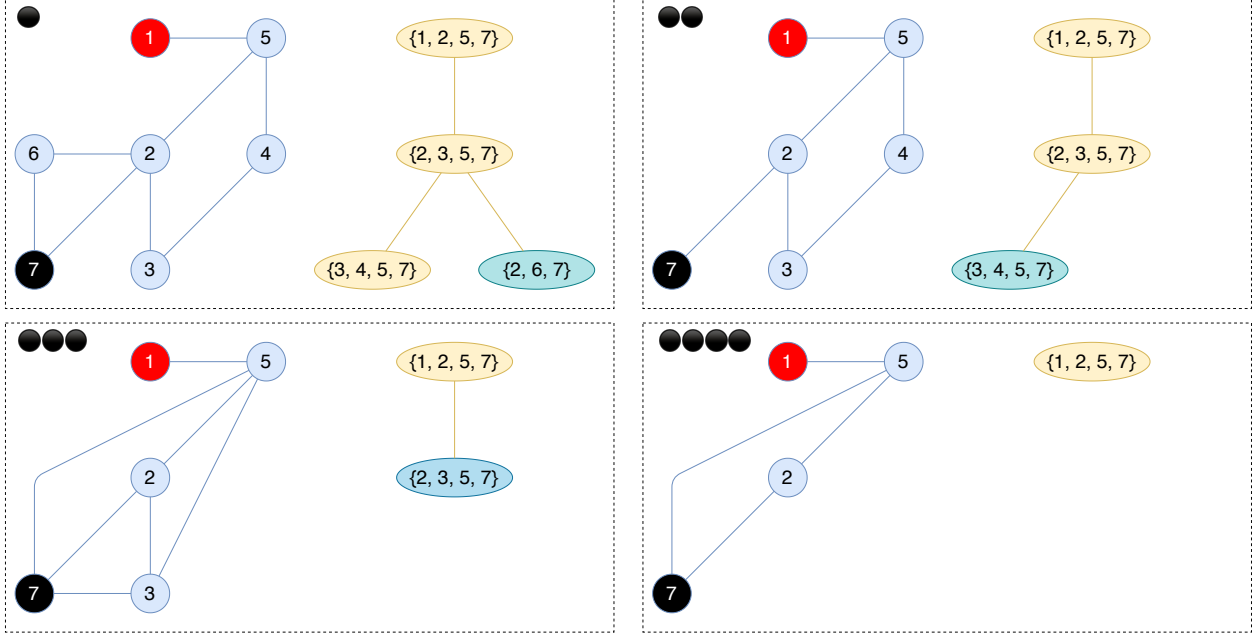 1 5 {1, 2, 5, 7}
6 2 4 {2, 3, 5, 7}
7 3 {3, 4, 5, 7} {2, 6, 7}
1 5 {1, 2, 5, 7}
2 4 {2, 3, 5, 7}
7 3 {3, 4, 5, 7}
1 5 {1, 2, 5, 7}
2 {2, 3, 5, 7}
7 3
1 5 {1, 2, 5, 7}
2
7